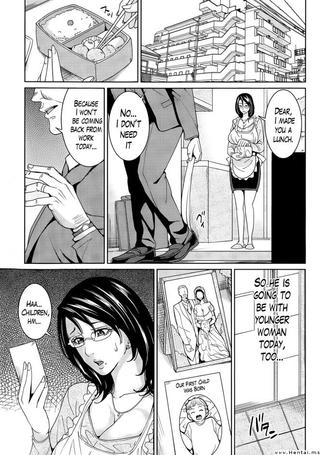 DEAR,
I MADE
YOU A
LUNCH.
NO...
I DON'T
NEED
IT
BECAUSE
I WON'T
BE COMING
BACK FROM
WORK
TODAY...
SO HE IS
GOING
TO BE
WITH
YOUNGER
WOMAN
TODAY,
TOO...
OUR FIRST CHILD
WAS BORN
HAA...
CHILDREN,
HM...
www.Hentai.ms